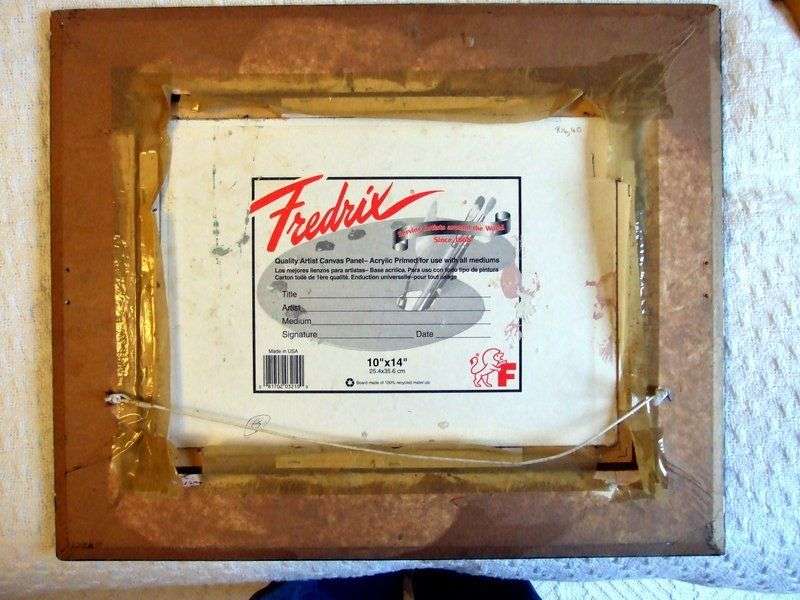 Fredrix
Serving Artists around the World
Since 1868
Quality Artist Canvas Panel– Acrylic Primed for use with all mediums
Los mejores lienzos para artistas– Base acrilica. Para uso con todo tipo de pintura
Carton toile de 1ère qualité. Enduction universelle-pour tout usage
Title
Artist
Medium
Signature Date
Made in USA
10"x14"
25.4x35.6 cm
Board made of 100% recycled material
F